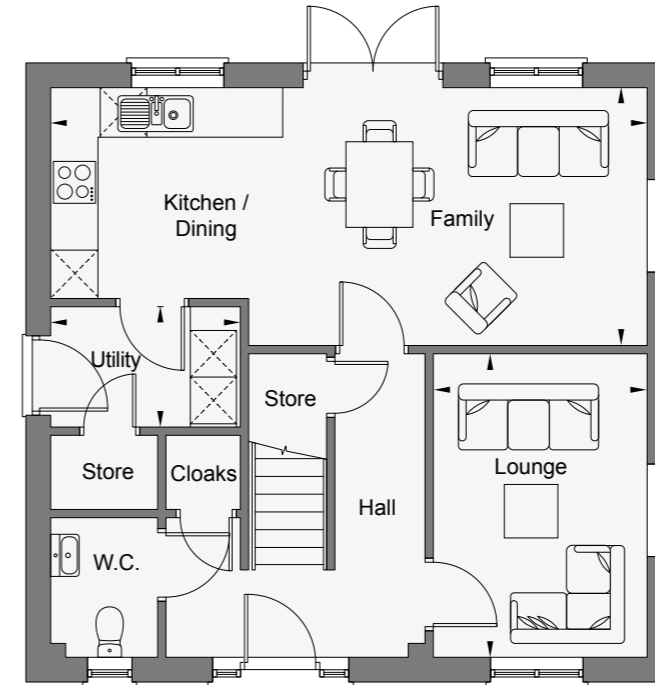 Kitchen /
Dining
Family
Utility
Store
Store
Cloaks
Lounge
Hall
W.C.